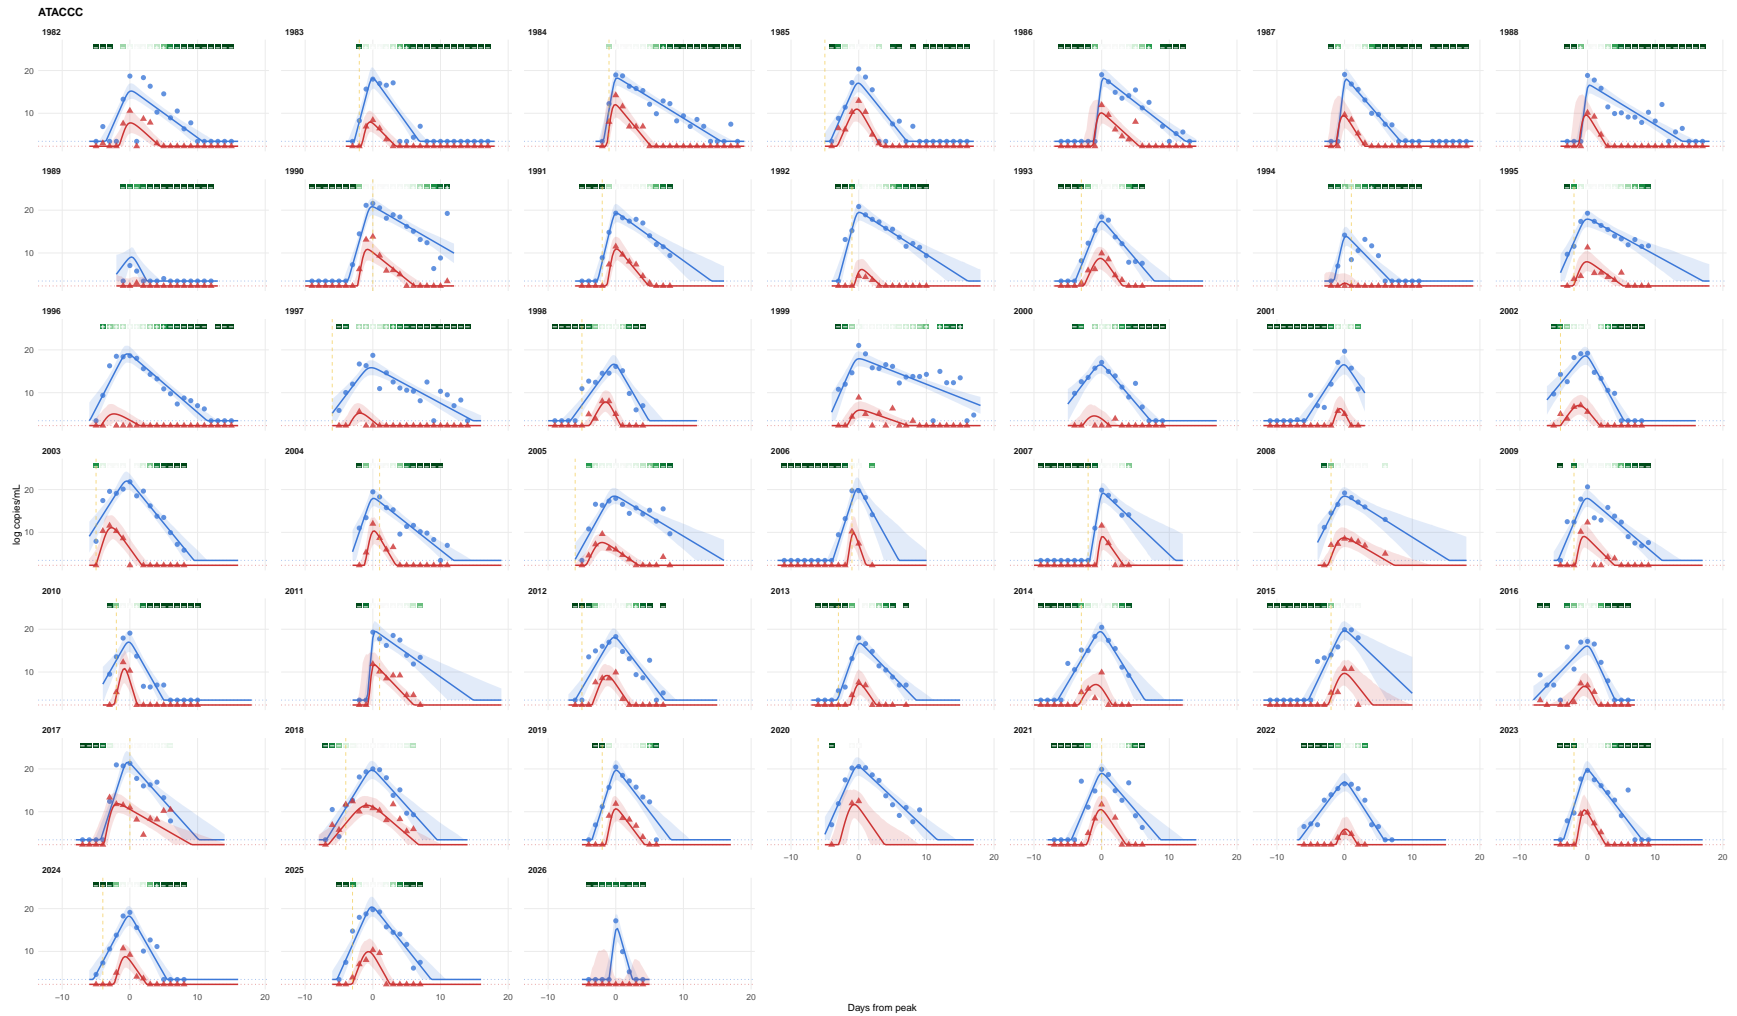 ATACCC
1982 1983 1984 1985 1986 1987 1988
20
10
1989 1990 1991 1992 1993 1994 1995
20
10
1996 1997 1998 1999 2000 2001 2002
20
10
2003 2004 2005 2006 2007 2008 2009
20
10
log copies/mL
2010 2011 2012 2013 2014 2015 2016
20
10
2017 2018 2019 2020 2021 2022 2023
20
10
−10 0 10 20 −10 0 10 20 −10 0 10 20 −10 0 10 20
2024 2025 2026
20
10
−10 0 10 20 −10 0 10 20 −10 0 10 20
Days from peak